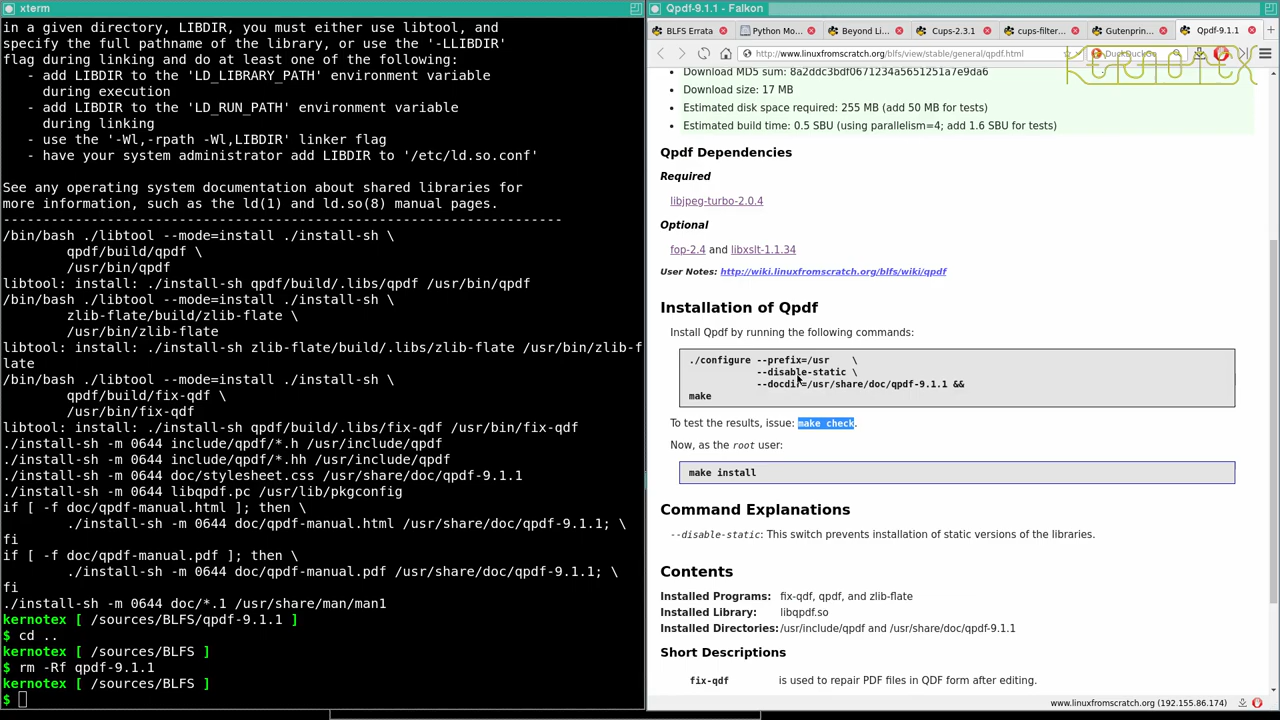 xterm
in a given directory, LIBDIR, you must either use libtool, and
specify the full pathname of the library, or use the '-LLIBDIR'
flag during linking and do at least one of the following:
- add LIBDIR to the 'LD_LIBRARY_PATH' environment variable
during execution
- add LIBDIR to the 'LD_RUN_PATH' environment variable
during linking
- use the '-Wl,-rpath -Wl,LIBDIR' linker flag
- have your system administrator add LIBDIR to '/etc/ld.so.conf'
See any operating system documentation about shared libraries for
more information, such as the ld(1) and ld.so(8) manual pages.
----------------------------------------------------------------------
/bin/bash ./libtool --mode=install ./install-sh \
qpdf/build/qpdf \
/usr/bin/qpdf
libtool: install: ./install-sh qpdf/build/.libs/qpdf /usr/bin/qpdf
/bin/bash ./libtool --mode=install ./install-sh \
zlib-flate/build/zlib-flate \
/usr/bin/zlib-flate
libtool: install: ./install-sh zlib-flate/build/.libs/zlib-flate /usr/bin/zlib-f
late
/bin/bash ./libtool --mode=install ./install-sh \
qpdf/build/fix-qdf \
/usr/bin/fix-qdf
libtool: install: ./install-sh qpdf/build/.libs/fix-qdf /usr/bin/fix-qdf
./install-sh -m 0644 include/qpdf/*.h /usr/include/qpdf
./install-sh -m 0644 include/qpdf/*.hh /usr/include/qpdf
./install-sh -m 0644 doc/stylesheet.css /usr/share/doc/qpdf-9.1.1
./install-sh -m 0644 libqpdf.pc /usr/lib/pkgconfig
if [ -f doc/qpdf-manual.html ]; then \
./install-sh -m 0644 doc/qpdf-manual.html /usr/share/doc/qpdf-9.1.1; \
fi
if [ -f doc/qpdf-manual.pdf ]; then \
./install-sh -m 0644 doc/qpdf-manual.pdf /usr/share/doc/qpdf-9.1.1; \
fi
./install-sh -m 0644 doc/*.1 /usr/share/man/man1
kernotex [ /sources/BLFS/qpdf-9.1.1 ]
$ cd ..
kernotex [ /sources/BLFS ]
$ rm -Rf qpdf-9.1.1
kernotex [ /sources/BLFS ]
$
Qpdf-9.1.1 - Falkon
BLFS Errata
Python Mo...
Beyond Li...
Cups-2.3.1
cups-filter...
Gutenprin...
Qpdf-9.1.1
http://www.linuxfromscratch.org/blfs/view/stable/general/qpdf.html
DuckDuckGo
KERNOTEX
• Download MD5 sum: 8a2ddc3bdf0671234a5651251a7e9da6
• Download size: 17 MB
• Estimated disk space required: 255 MB (add 50 MB for tests)
• Estimated build time: 0.5 SBU (using parallelism=4; add 1.6 SBU for tests)
Qpdf Dependencies
Required
libjpeg-turbo-2.0.4
Optional
fop-2.4 and libxslt-1.1.34
User Notes: http://wiki.linuxfromscratch.org/blfs/wiki/qpdf
Installation of Qpdf
Install Qpdf by running the following commands:
./configure --prefix=/usr \
--disable-static \
--docdir=/usr/share/doc/qpdf-9.1.1 &&
make
To test the results, issue: make check.
Now, as the root user:
make install
Command Explanations
--disable-static: This switch prevents installation of static versions of the libraries.
Contents
Installed Programs: fix-qdf, qpdf, and zlib-flate
Installed Library: libqpdf.so
Installed Directories: /usr/include/qpdf and /usr/share/doc/qpdf-9.1.1
Short Descriptions
fix-qdf is used to repair PDF files in QDF form after editing.
www.linuxfromscratch.org (192.155.86.174)